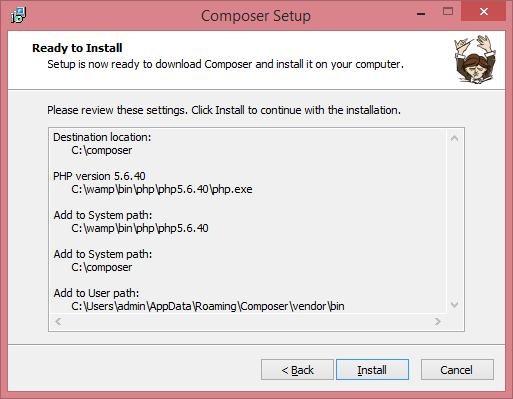 Composer Setup
Ready to Install
Setup is now ready to download Composer and install it on your computer.
Please review these settings. Click Install to continue with the installation.
Destination location:
C:\composer
PHP version 5.6.40
C:\wamp\bin\php\php5.6.40\php.exe
Add to System path:
C:\wamp\bin\php\php5.6.40
Add to System path:
C:\composer
Add to User path:
C:\Users\admin\AppData\Roaming\Composer\vendor\bin
< Back
Install
Cancel